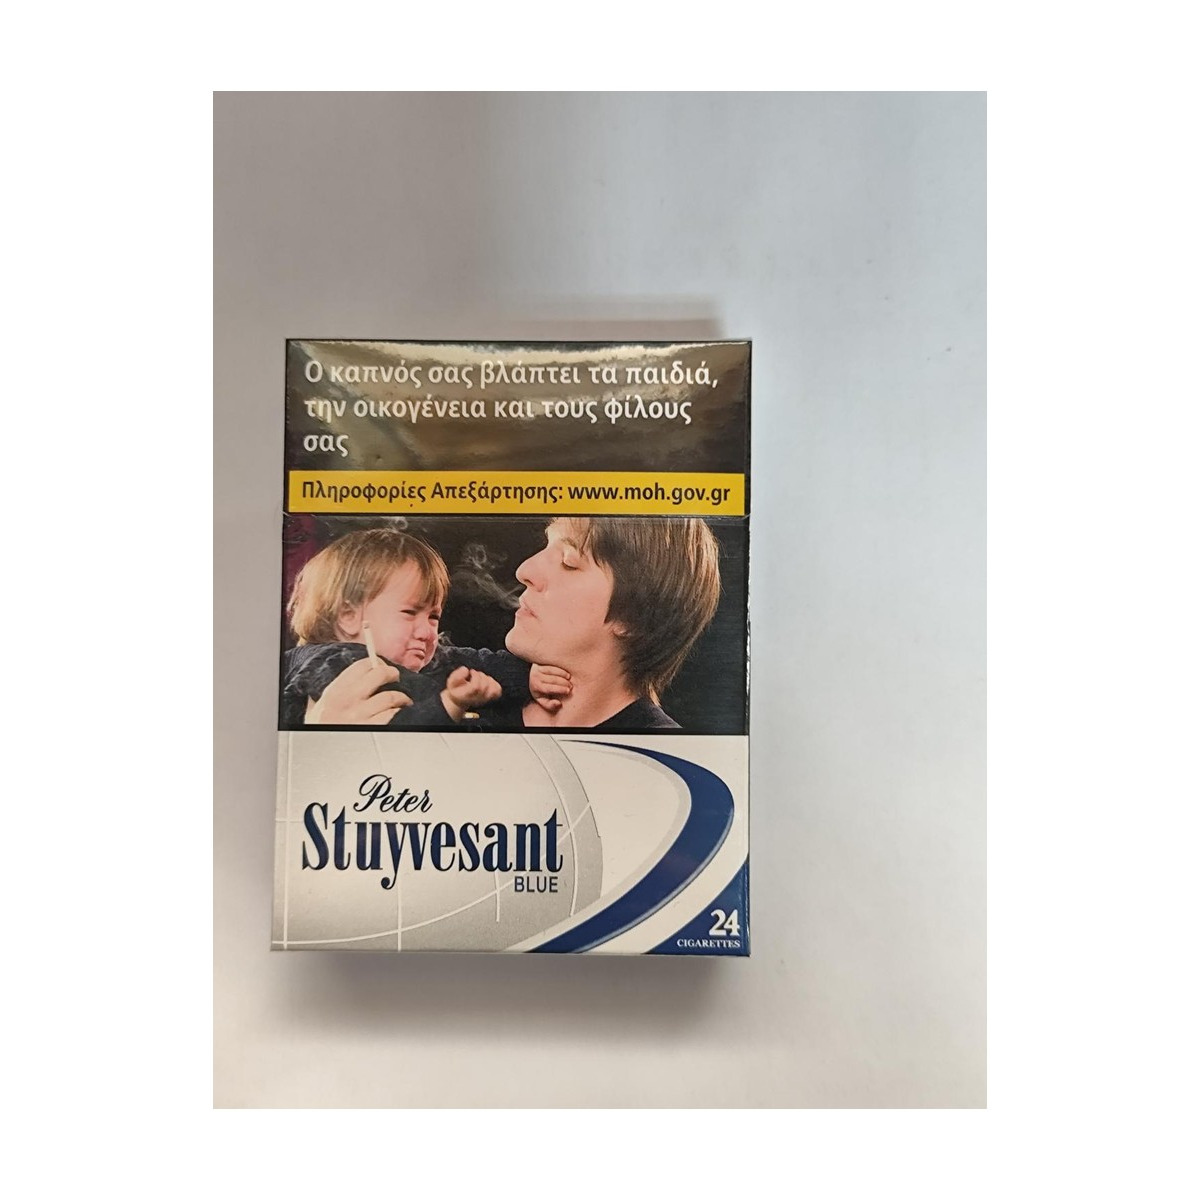 Ο καπνός σας βλάπτει τα παιδιά,
την οικογένεια και τους φίλους
σας
Πληροφορίες Απεξάρτησης: www.moh.gov.gr
Peter
Stuyvesant
BLUE
24
CIGARETTES